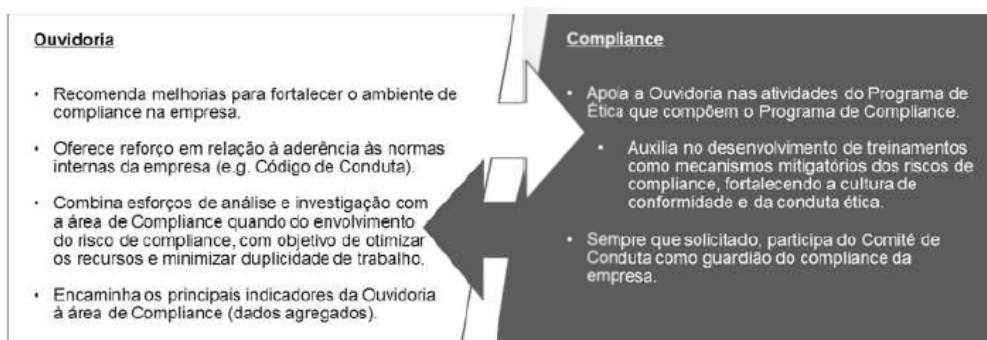 Ouvidoria
• Recomenda melhorias para fortalecer o ambiente de
compliance na empresa.
• Oferece reforço em relação à aderência às normas
internas da empresa (e.g. Código de Conduta).
• Combina esforços de análise e investigação com
a área de Compliance quando do envolvimento
do risco de compliance, com objetivo de otimizar
os recursos e minimizar duplicidade de trabalho.
• Encaminha os principais indicadores da Ouvidoria
à área de Compliance (dados agregados).
Compliance
• Apoia a Ouvidoria nas atividades do Programa de
Ética que compõem o Programa de Compliance.
• Auxilia no desenvolvimento de treinamentos
como mecanismos mitigatórios dos riscos de
compliance, fortalecendo a cultura de
conformidade e da conduta ética.
• Sempre que solicitado, participa do Comitê de
Conduta como guardião do compliance da
empresa.